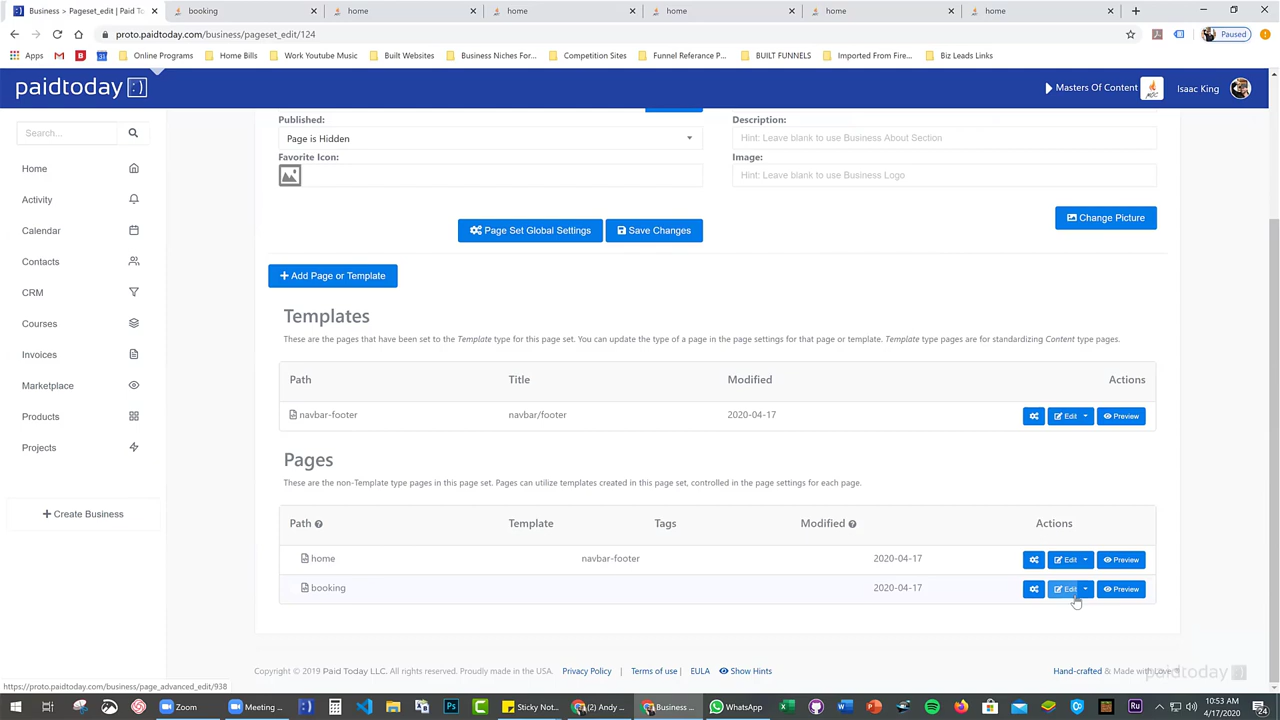 Business > Pageset_edit | Paid T
booking
home
home
home
home
home
proto.paidtoday.com/business/pageset_edit/124
Paused
Apps
Online Programs
Home Bills
Youtube Music
Built Websites
Business Niches For...
Competition Sites
Funnel Reference P...
BUILT FUNNELS
Imported From Fire...
Biz Leads Links
paidtoday :)
Masters Of Content
MOC
Isaac King
Search...
Home
Activity
Calendar
Contacts
CRM
Courses
Invoices
Marketplace
Products
Projects
Create Business
Published:
Page is Hidden
Favorite Icon:
Description:
Hint: Leave blank to use Business About Section
Image:
Hint: Leave blank to use Business Logo
Change Picture
Page Set Global Settings
Save Changes
Add Page or Template
Templates
These are the pages that have been set to the Template type for this page set. You can update the type of a page in the page settings for that page or template. Template type pages are for standardizing Content type pages.
Path Title Modified Actions
navbar-footer navbar/footer 2020-04-17 Edit Preview
Pages
These are the non-Template type pages in this page set. Pages can utilize templates created in this page set, controlled in the page settings for each page.
Path Template Tags Modified Actions
home navbar-footer 2020-04-17 Edit Preview
booking 2020-04-17 Edit Preview
Copyright © 2019 Paid Today LLC. All rights reserved. Proudly made in the USA. Privacy Policy | Terms of use | EULA Show Hints
Hand-crafted & Made with Love
paidtoday :)
https://proto.paidtoday.com/business/page_advanced_edit/938
Zoom
Meeting ...
Sticky Not...
(2) Andy ...
Business ...
WhatsApp
10:53 AM
4/17/2020
24